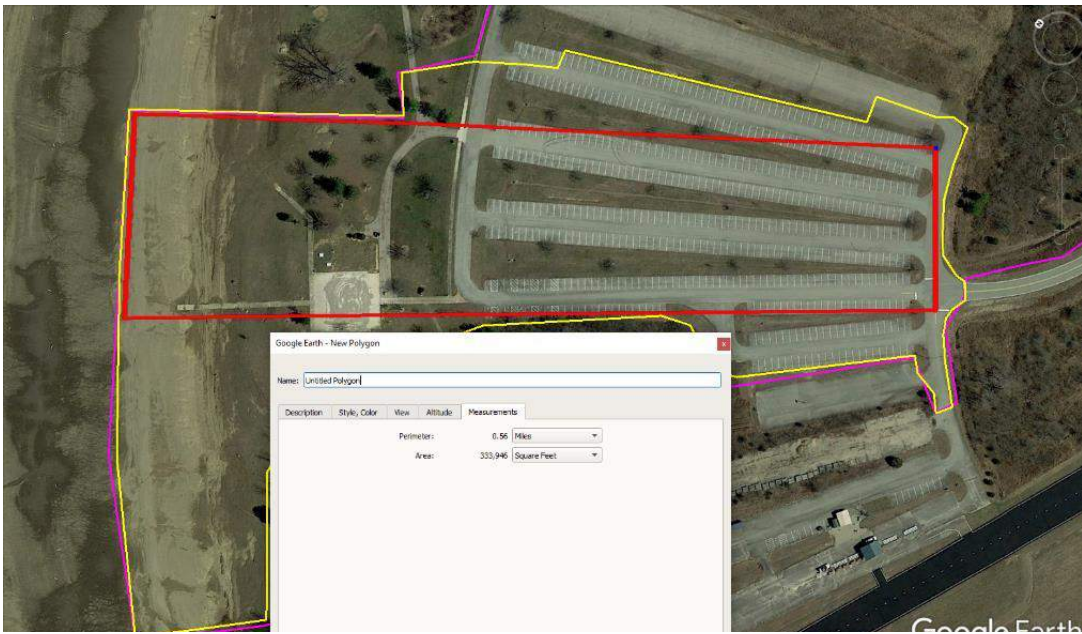 Google Earth - New Polygon
x
Name: Untitled Polygon
Description Style, Color View Altitude Measurements
Perimeter: 0.56 Miles
Area: 333,946 Square Feet
Google Earth